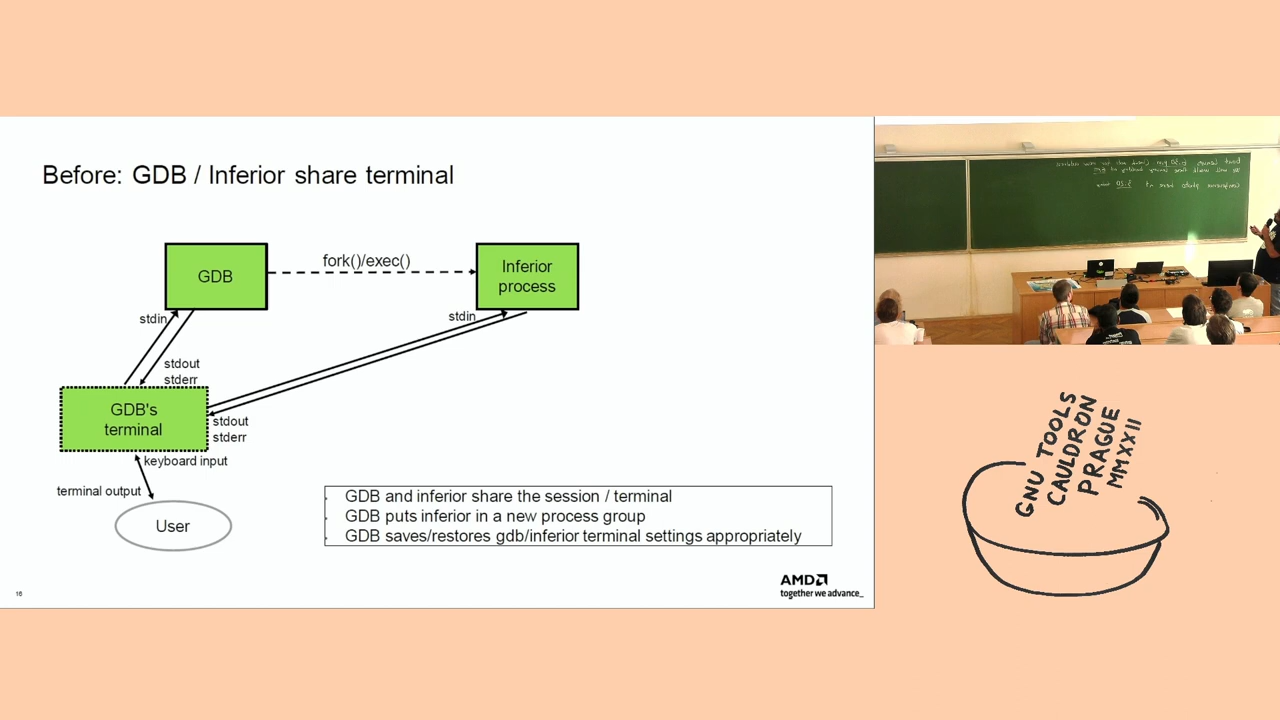 Before: GDB / Inferior share terminal
GDB
fork()/exec()
Inferior
process
stdin
stdin
stdout
stderr
GDB's
terminal
stdout
stderr
keyboard input
terminal output
User
GDB and inferior share the session / terminal
GDB puts inferior in a new process group
GDB saves/restores gdb/inferior terminal settings appropriately
16
AMD
together we advance_
GNU TOOLS
CAULDRON
PRAGUE
MMXXII